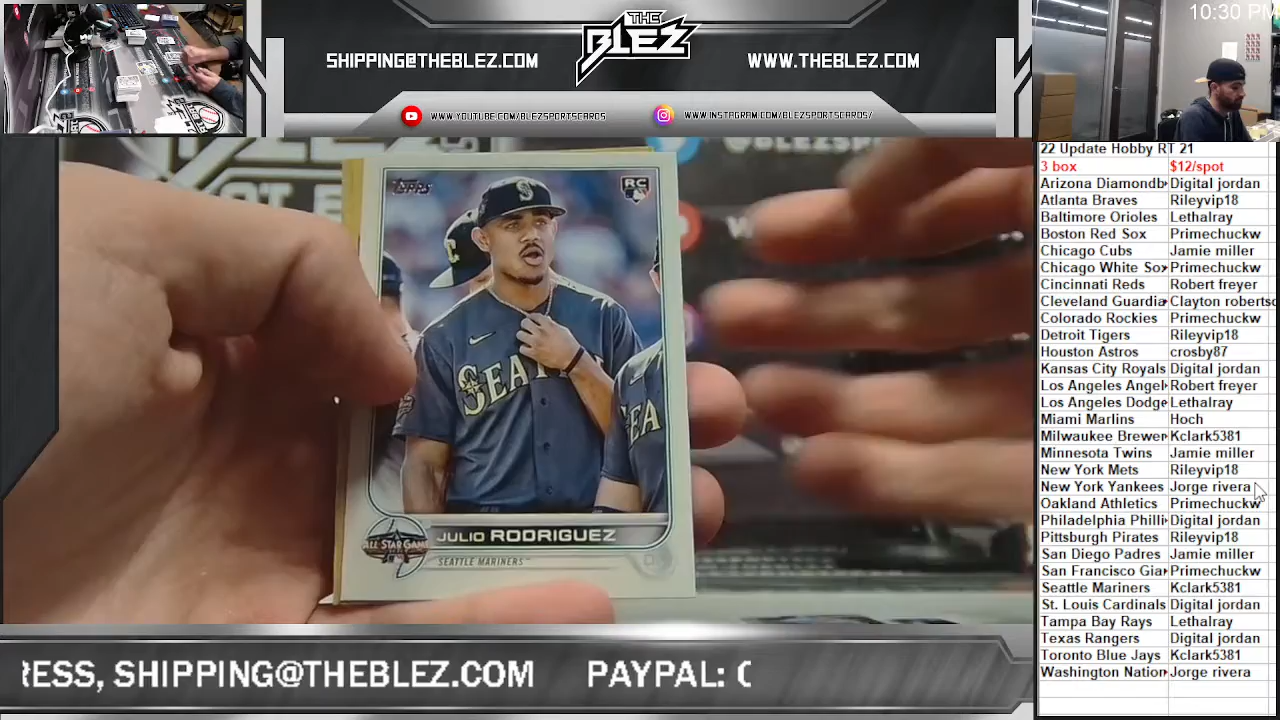 10:30 PM
THE
BLEZ
SHIPPING@THEBLEZ.COM
WWW.THEBLEZ.COM
WWW.YOUTUBE.COM/BLEZSPORTSCARDS
WWW.INSTAGRAM.COM/BLEZSPORTSCARDS/
22 Update Hobby RT 21
3 box $12/spot
Arizona Diamondb Digital jordan
Atlanta Braves Rileyvip18
Baltimore Orioles Lethalray
Boston Red Sox Primechuckw
Chicago Cubs Jamie miller
Chicago White Sox Primechuckw
Cincinnati Reds Robert freyer
Cleveland Guardia Clayton robertso
Colorado Rockies Primechuckw
Detroit Tigers Rileyvip18
Houston Astros crosby87
Kansas City Royals Digital jordan
Los Angeles Angel Robert freyer
Los Angeles Dodge Lethalray
Miami Marlins Hoch
Milwaukee Brewer Kclark5381
Minnesota Twins Jamie miller
New York Mets Rileyvip18
New York Yankees Jorge rivera
Oakland Athletics Primechuckw
Philadelphia Philli Digital jordan
Pittsburgh Pirates Rileyvip18
San Diego Padres Jamie miller
San Francisco Gia Primechuckw
Seattle Mariners Kclark5381
St. Louis Cardinals Digital jordan
Tampa Bay Rays Lethalray
Texas Rangers Digital jordan
Toronto Blue Jays Kclark5381
Washington Nation Jorge rivera
Topps
RC
S
SEA
SEA
ALL STAR GAME
JULIO RODRIGUEZ
SEATTLE MARINERS
RESS, SHIPPING@THEBLEZ.COM PAYPAL: